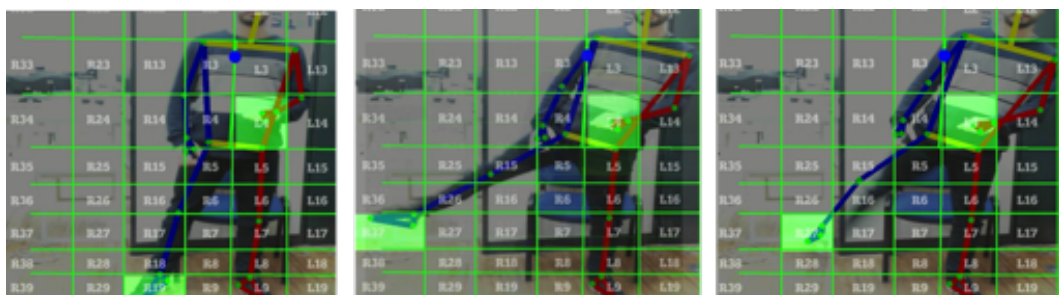 R33 R23 R13 R3 L3 L13
R34 R24 R14 R4 L4 L14
R35 R25 R15 R5 L5 L15
R36 R26 R16 R6 L6 L16
R37 R27 R7 L7 L17
R38 R28 R18 R8 L8 L18
R39 R29 R19 R9 L9 L19
R33 R23 R13 R3 L3 L13
R34 R24 R14 R4 L14
R35 R25 R15 R5 L5 L15
R36 R26 R16 R6 L6 L16
R37 R27 R17 R7 L7 L17
R38 R28 R18 R8 L8 L18
R39 R29 R19 R9 L9 L19
R33 R23 R13 R3 L3 L13
R34 R24 R14 R4 L4 L14
R35 R25 R15 R5 L5 L15
R36 R26 R16 R6 L6 L16
R37 R27 R17 R7 L7 L17
R38 R28 R18 R8 L8 L18
R39 R29 R19 R9 L9 L19